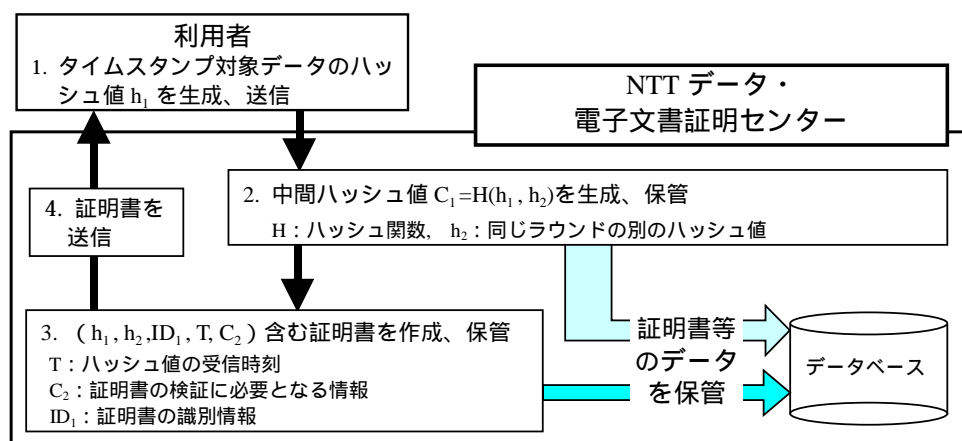 利用者
1. タイムスタンプ対象データのハッ
シュ値 h₁ を生成、送信
NTT データ・
電子文書証明センター
2. 中間ハッシュ値 C₁=H(h₁, h₂)を生成、保管
H：ハッシュ関数, h₂：同じラウンドの別のハッシュ値
4. 証明書を
送信
3. （h₁, h₂,ID₁, T, C₂）含む証明書を作成、保管
T：ハッシュ値の受信時刻
C₂：証明書の検証に必要となる情報
ID₁：証明書の識別情報
証明書等
のデータ
を保管
データベース